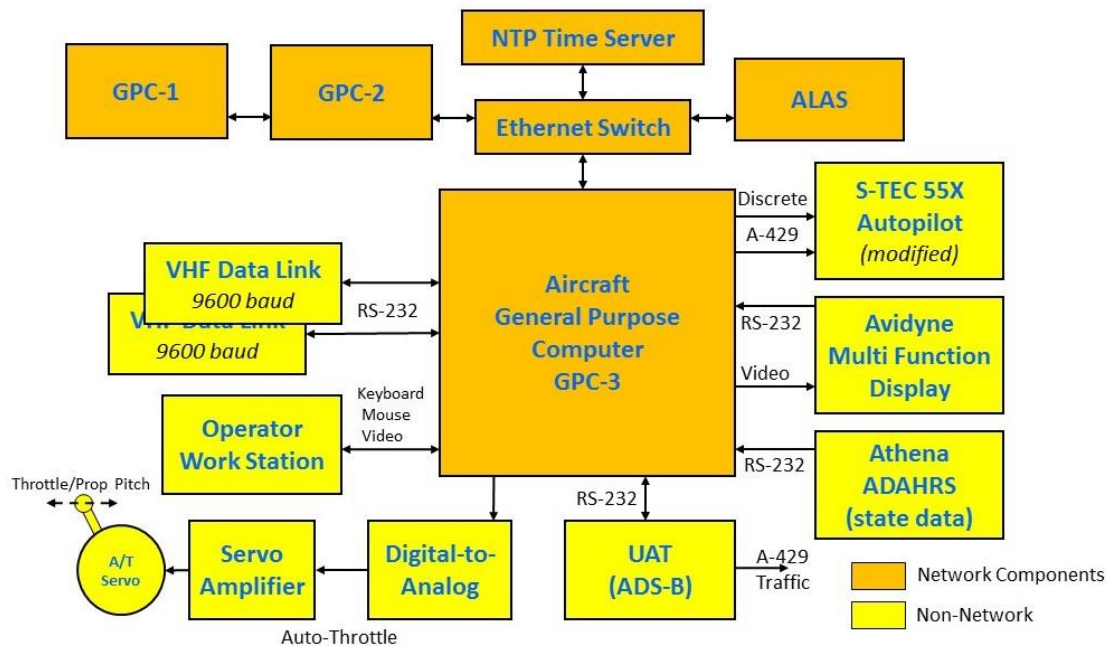 NTP Time Server
GPC-1
GPC-2
Ethernet Switch
ALAS
Discrete
A-429
S-TEC 55X
Autopilot
(modified)
VHF Data Link
9600 baud
VHF Data Link
9600 baud
RS-232
Aircraft
General Purpose
Computer
GPC-3
RS-232
Video
Avidyne
Multi Function
Display
Operator
Work Station
Keyboard
Mouse
Video
RS-232
Athena
ADAHRS
(state data)
Throttle/Prop Pitch
A/T
Servo
Servo
Amplifier
Digital-to-
Analog
RS-232
UAT
(ADS-B)
A-429
Traffic
Auto-Throttle
Network Components
Non-Network